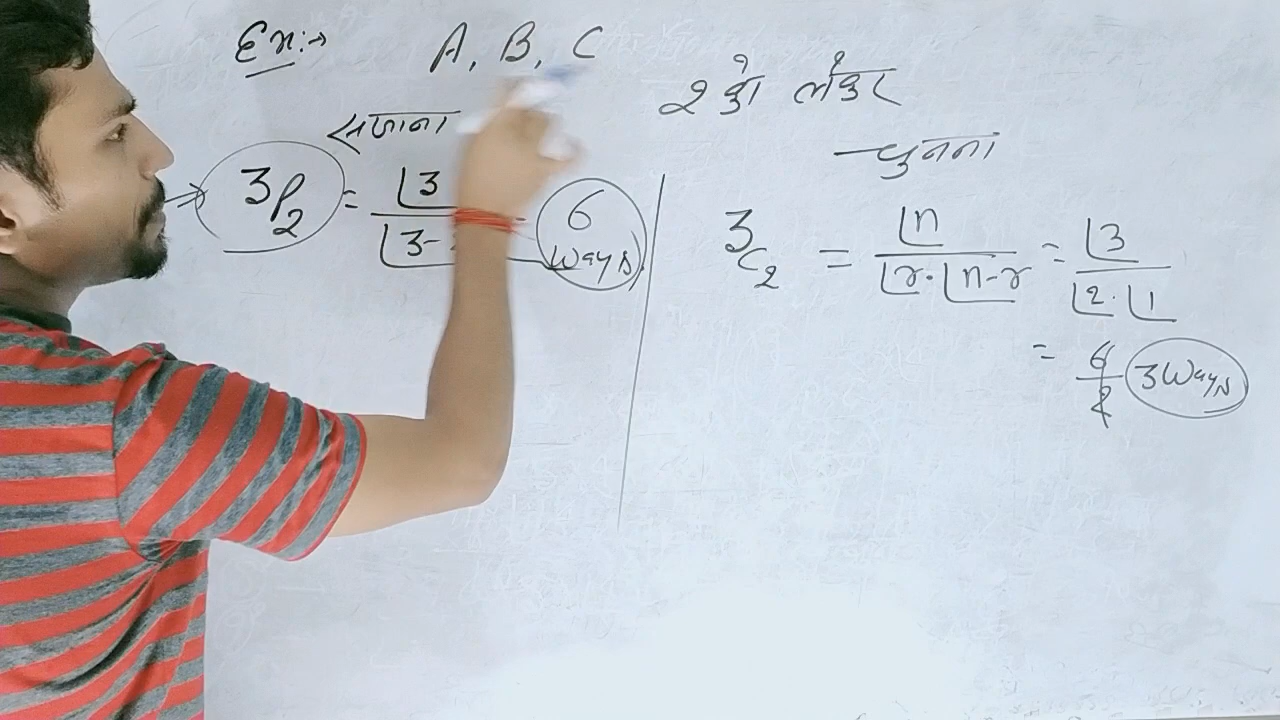 Ex:→ A, B, C
2 को लेकर
सजाना
चुनना
⇒ 3P2 = ⌊3 / ⌊3- 6 Ways
3C2 = ⌊n / ⌊r.⌊n-r = ⌊3 / ⌊2.⌊1
= 6/2 3 Ways